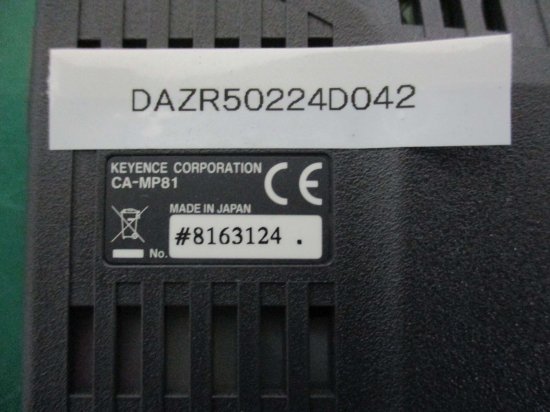 DAZR50224D042
KEYENCE CORPORATION
CA-MP81
CE
MADE IN JAPAN
No. #8163124 .